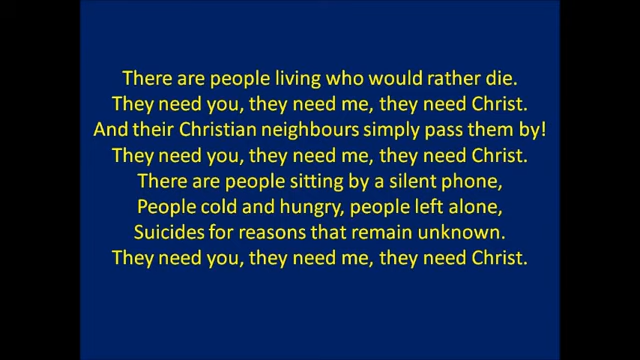 There are people living who would rather die.
They need you, they need me, they need Christ.
And their Christian neighbours simply pass them by!
They need you, they need me, they need Christ.
There are people sitting by a silent phone,
People cold and hungry, people left alone,
Suicides for reasons that remain unknown.
They need you, they need me, they need Christ.